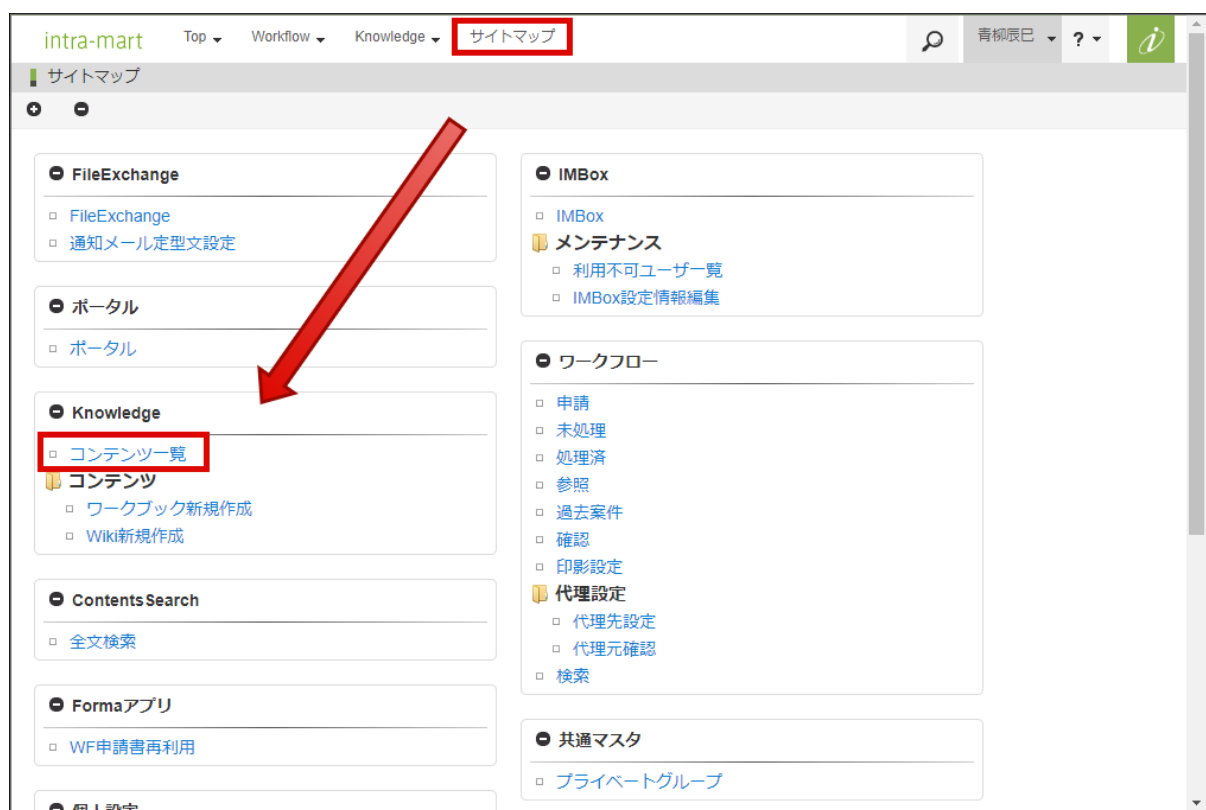 intra-mart Top Workflow Knowledge サイトマップ 青柳辰巳 ? i
サイトマップ
FileExchange
FileExchange
通知メール定型文設定
ポータル
ポータル
Knowledge
コンテンツ一覧
コンテンツ
ワークブック新規作成
Wiki新規作成
ContentsSearch
全文検索
Formaアプリ
WF申請書再利用
個人設定
IMBox
IMBox
メンテナンス
利用不可ユーザ一覧
IMBox設定情報編集
ワークフロー
申請
未処理
処理済
参照
過去案件
確認
印影設定
代理設定
代理先設定
代理元確認
検索
共通マスタ
プライベートグループ